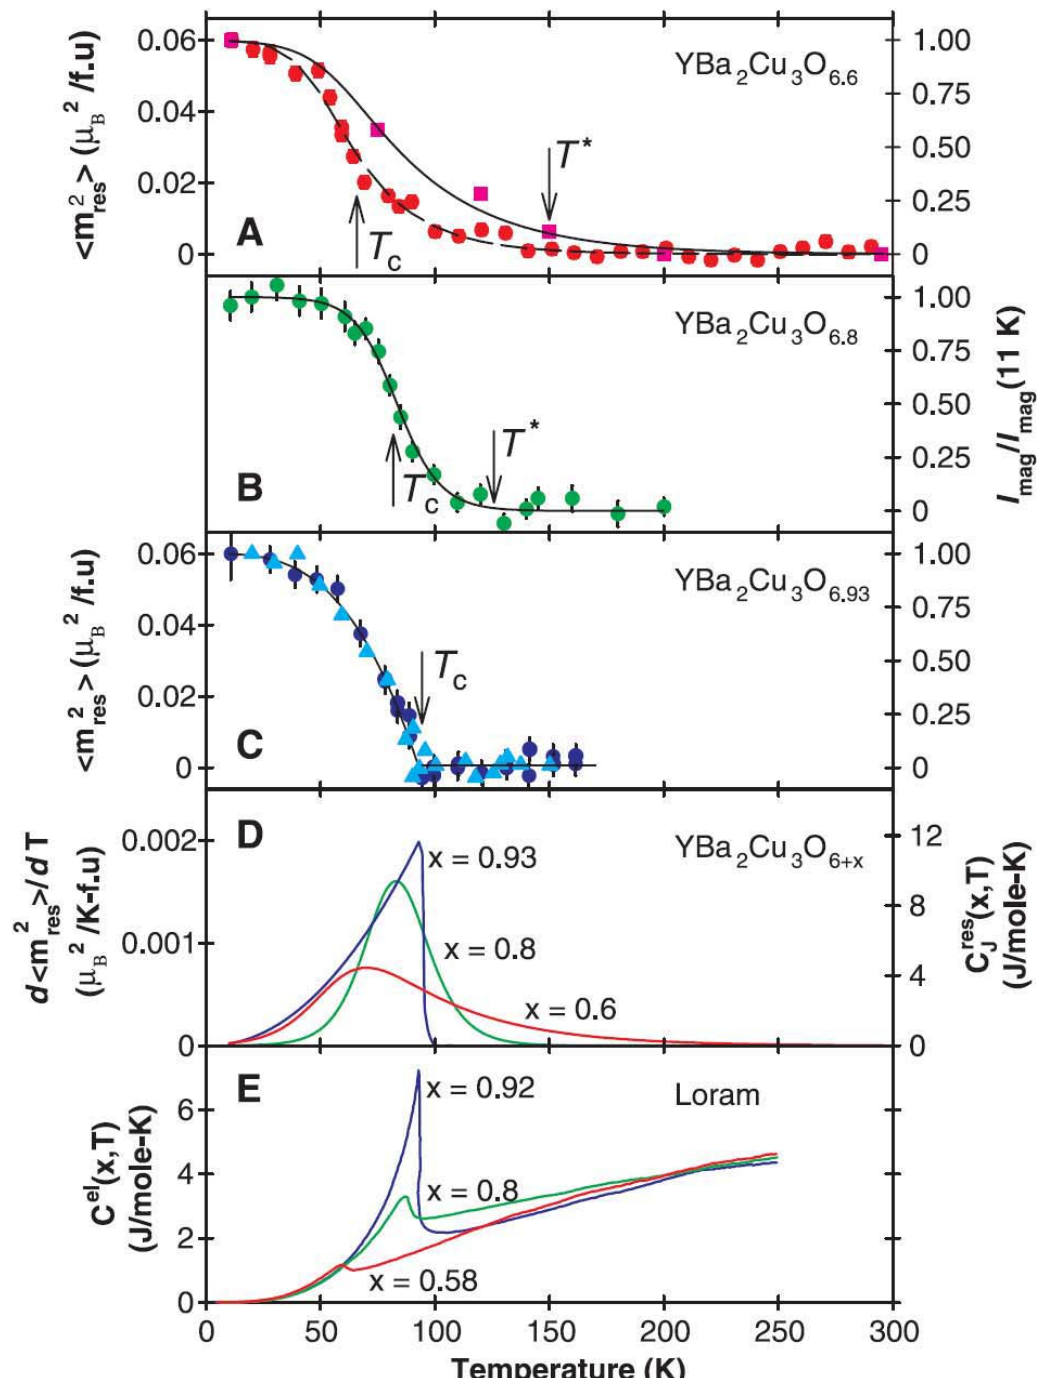 YBa2Cu3O6.6
<m²res> (μB² /f.u)
0.06
0.04
0.02
0
1.00
0.75
0.50
0.25
0
T*
Tc
A
YBa2Cu3O6.8
1.00
0.75
0.50
0.25
0
T*
Tc
B
Imag/Imag(11 K)
YBa2Cu3O6.93
<m²res> (μB² /f.u)
0.06
0.04
0.02
0
1.00
0.75
0.50
0.25
0
Tc
C
D
YBa2Cu3O6+x
d<m²res>/d T
(μB² /K-f.u)
0.002
0.001
0
x = 0.93
x = 0.8
x = 0.6
12
8
4
0
CJres(x,T)
(J/mole-K)
E
Loram
Cel(x,T)
(J/mole-K)
6
4
2
0
x = 0.92
x = 0.8
x = 0.58
0 50 100 150 200 250 300
Temperature (K)